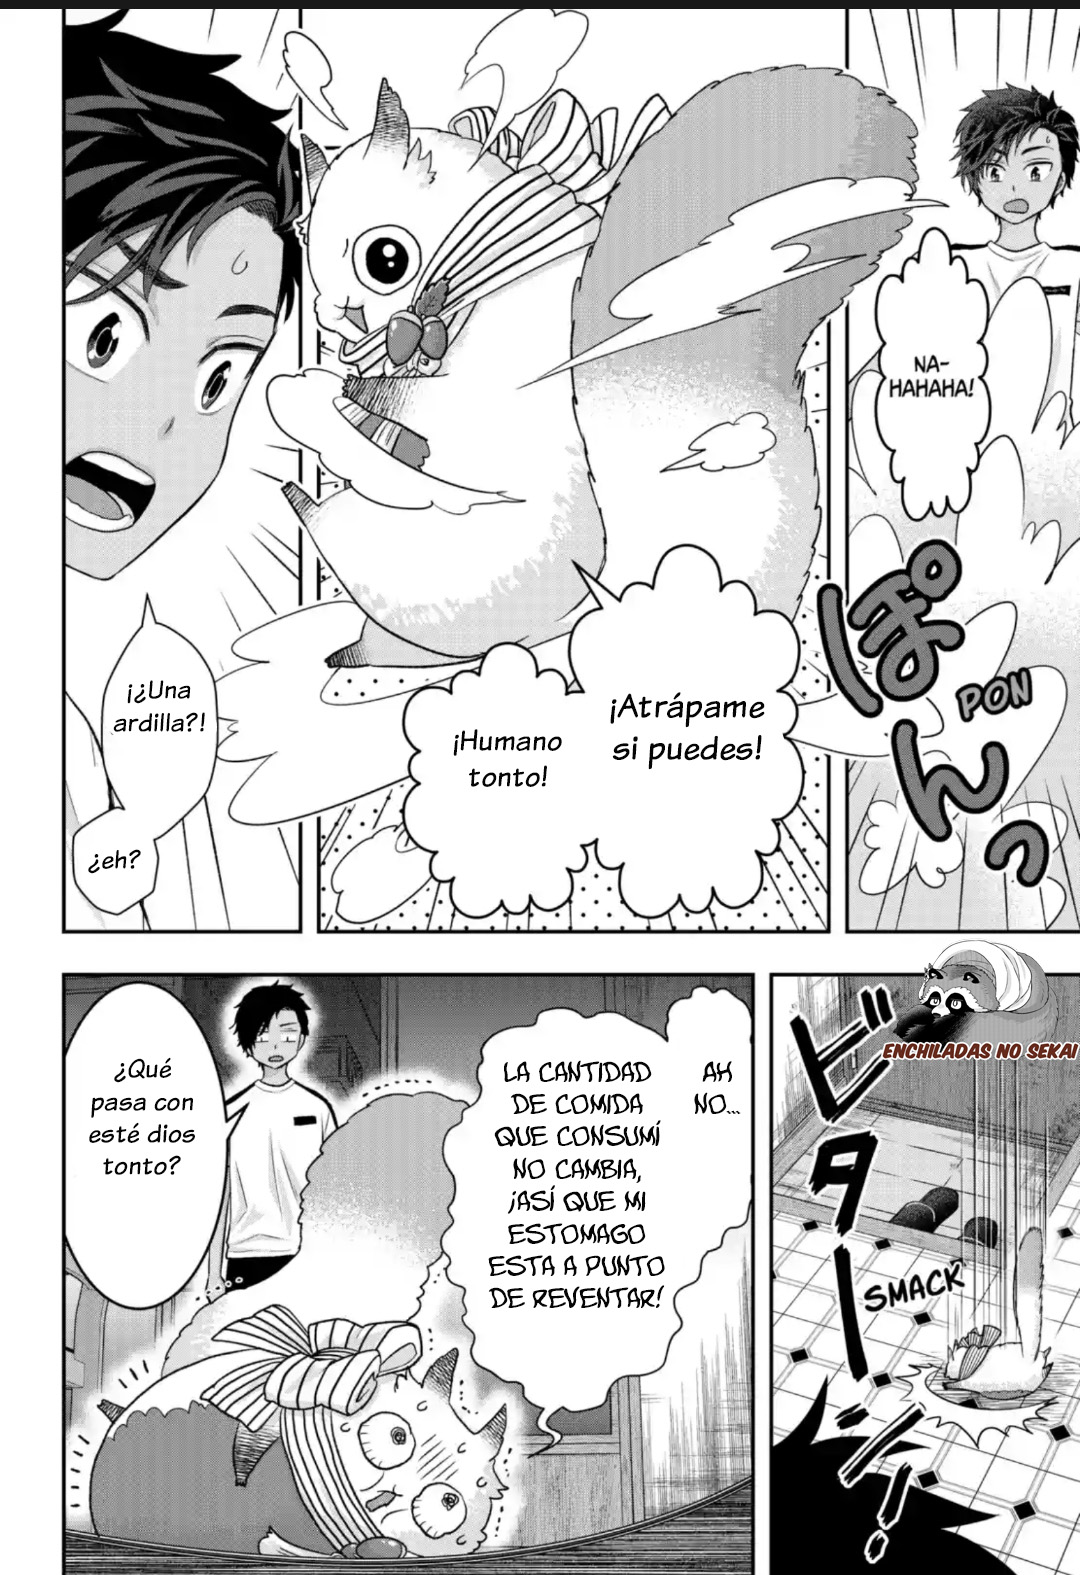 NA-
HAHAHA!
ぽんっ
PON
¡Atrápame
si puedes!
¡Humano
tonto!
¡¿Una
ardilla?!
¿eh?
ENCHILADAS NO SEKAI
ビターン!
SMACK
AH
NO...
LA CANTIDAD
DE COMIDA
QUE CONSUMÍ
NO CAMBIA,
¡ASÍ QUE MI
ESTOMAGO
ESTA A PUNTO
DE REVENTAR!
¿Qué
pasa con
esté dios
tonto?